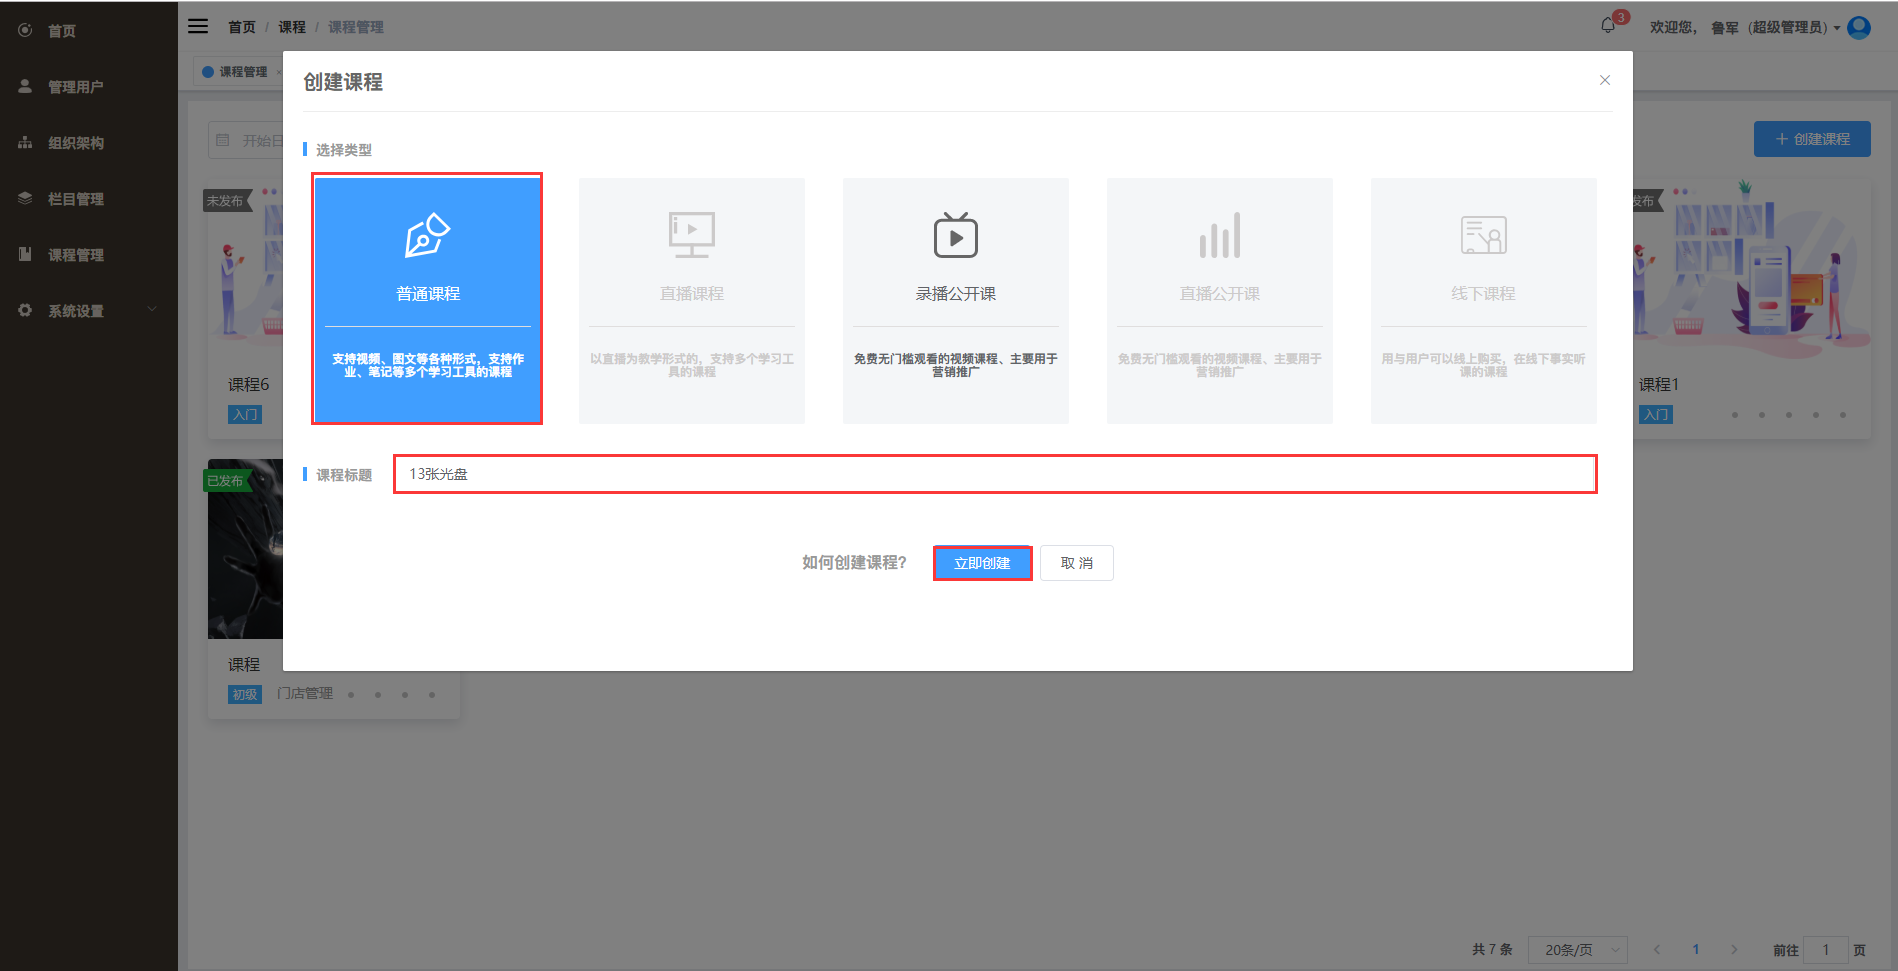 首页
管理用户
组织架构
栏目管理
课程管理
系统设置
首页 / 课程 / 课程管理
3
欢迎您， 鲁军 (超级管理员)
课程管理 ×
创建课程
开始日
+ 创建课程
选择类型
普通课程
支持视频、图文等各种形式，支持作
业、笔记等多个学习工具的课程
直播课程
以直播为教学形式的，支持多个学习工
具的课程
录播公开课
免费无门槛观看的视频课程、主要用于
营销推广
直播公开课
免费无门槛观看的视频课程、主要用于
营销推广
线下课程
用与用户可以线上购买，在线下事实听
课的课程
未发布
课程6
入门
发布
课程1
入门
课程标题
13张光盘
如何创建课程?
立即创建
取 消
已发布
课程
初级 门店管理
共 7 条
20条/页
1
前往 1 页